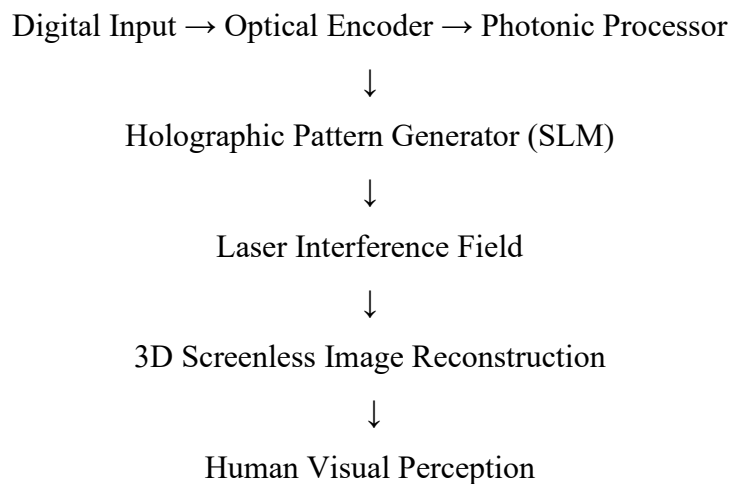 Digital Input → Optical Encoder → Photonic Processor
↓
Holographic Pattern Generator (SLM)
↓
Laser Interference Field
↓
3D Screenless Image Reconstruction
↓
Human Visual Perception